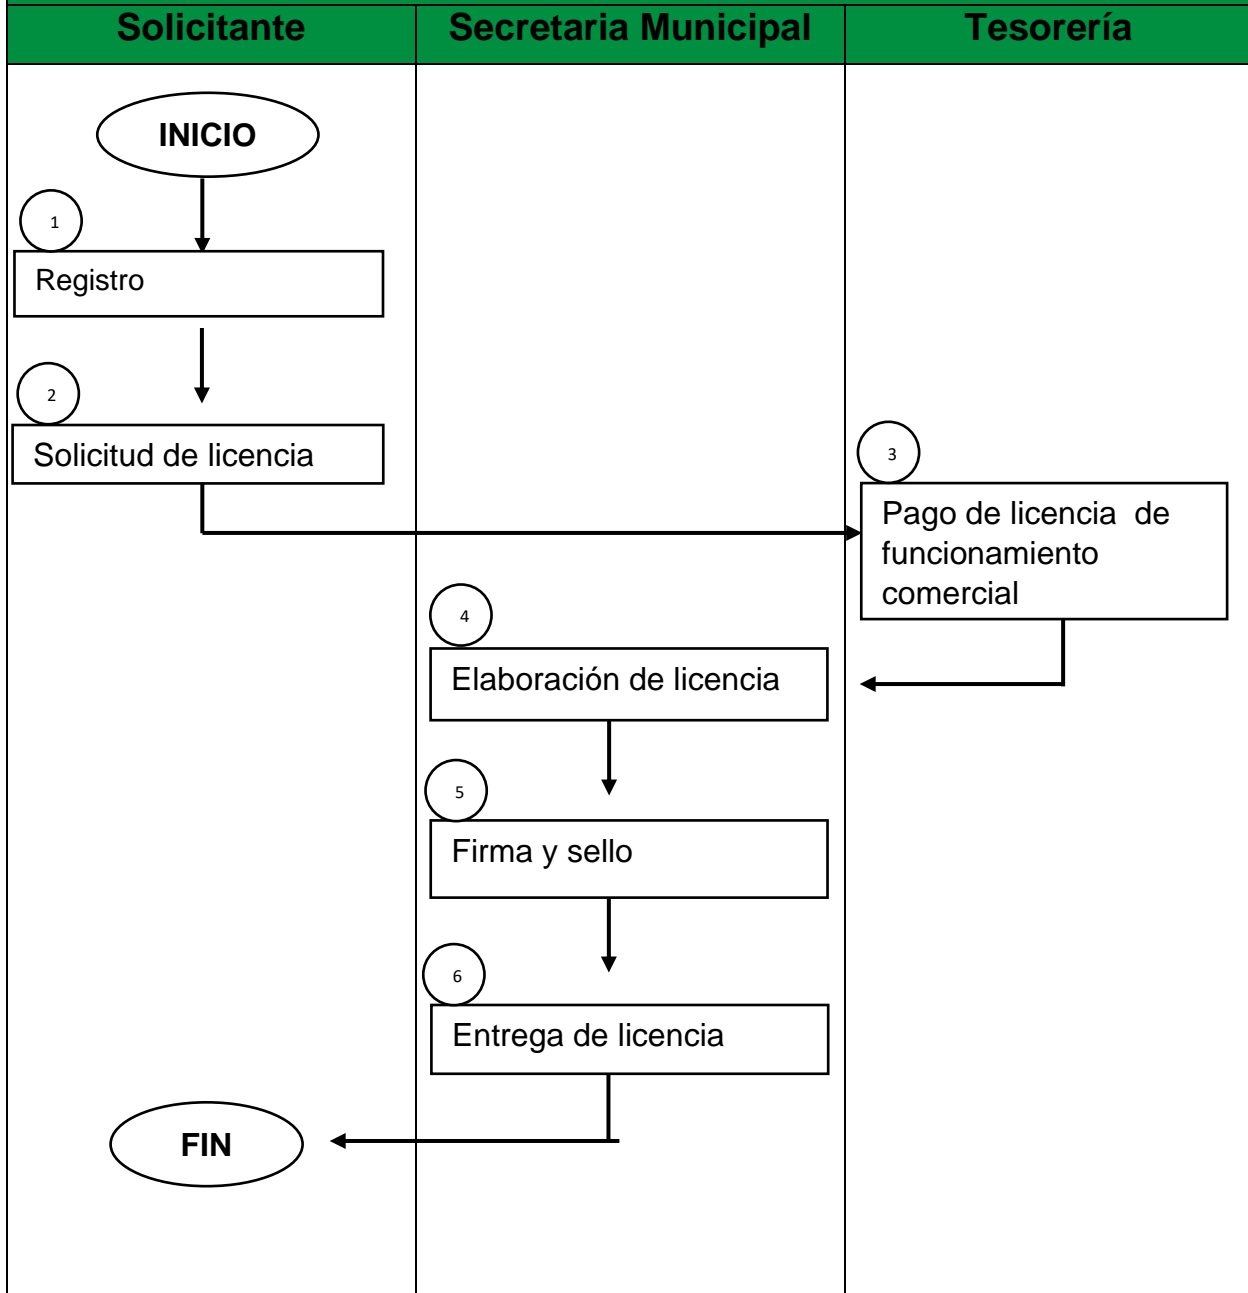 Solicitante
Secretaria Municipal
Tesorería
INICIO
1
Registro
2
Solicitud de licencia
3
Pago de licencia de
funcionamiento
comercial
4
Elaboración de licencia
5
Firma y sello
6
Entrega de licencia
FIN